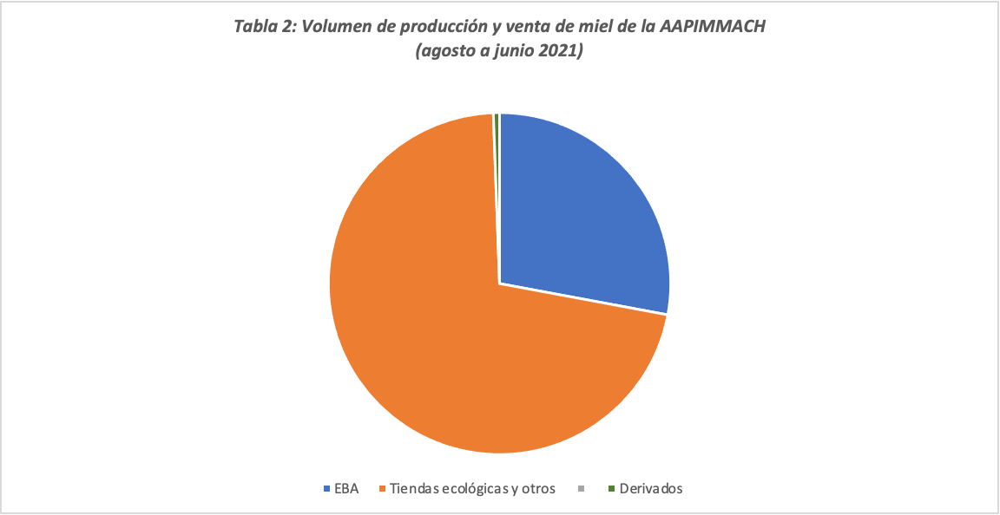 Tabla 2: Volumen de producción y venta de miel de la AAPIMMACH
(agosto a junio 2021)
EBA Tiendas ecológicas y otros Derivados